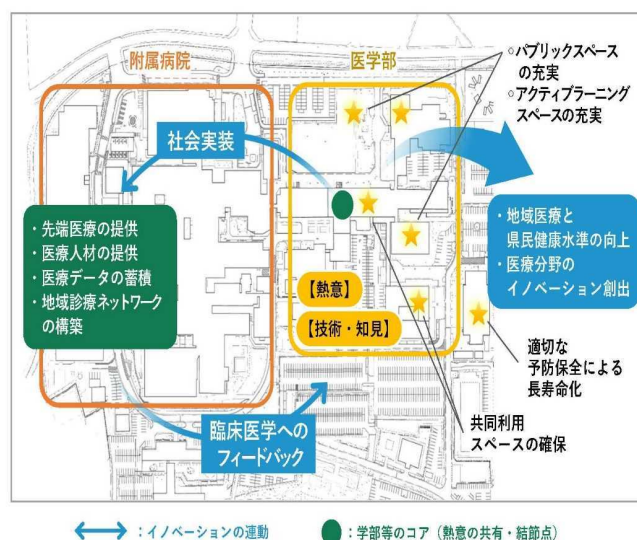 附属病院
医学部
○パブリックスペース
の充実
○アクティブラーニング
スペースの充実
社会実装
・先端医療の提供
・医療人材の提供
・医療データの蓄積
・地域診療ネットワーク
の構築
・地域医療と
県民健康水準の向上
・医療分野の
イノベーション創出
【熱意】
【技術・知見】
適切な
予防保全による
長寿命化
共同利用
スペースの確保
臨床医学への
フィードバック
：イノベーションの連動
：学部等のコア（熱意の共有・結節点）